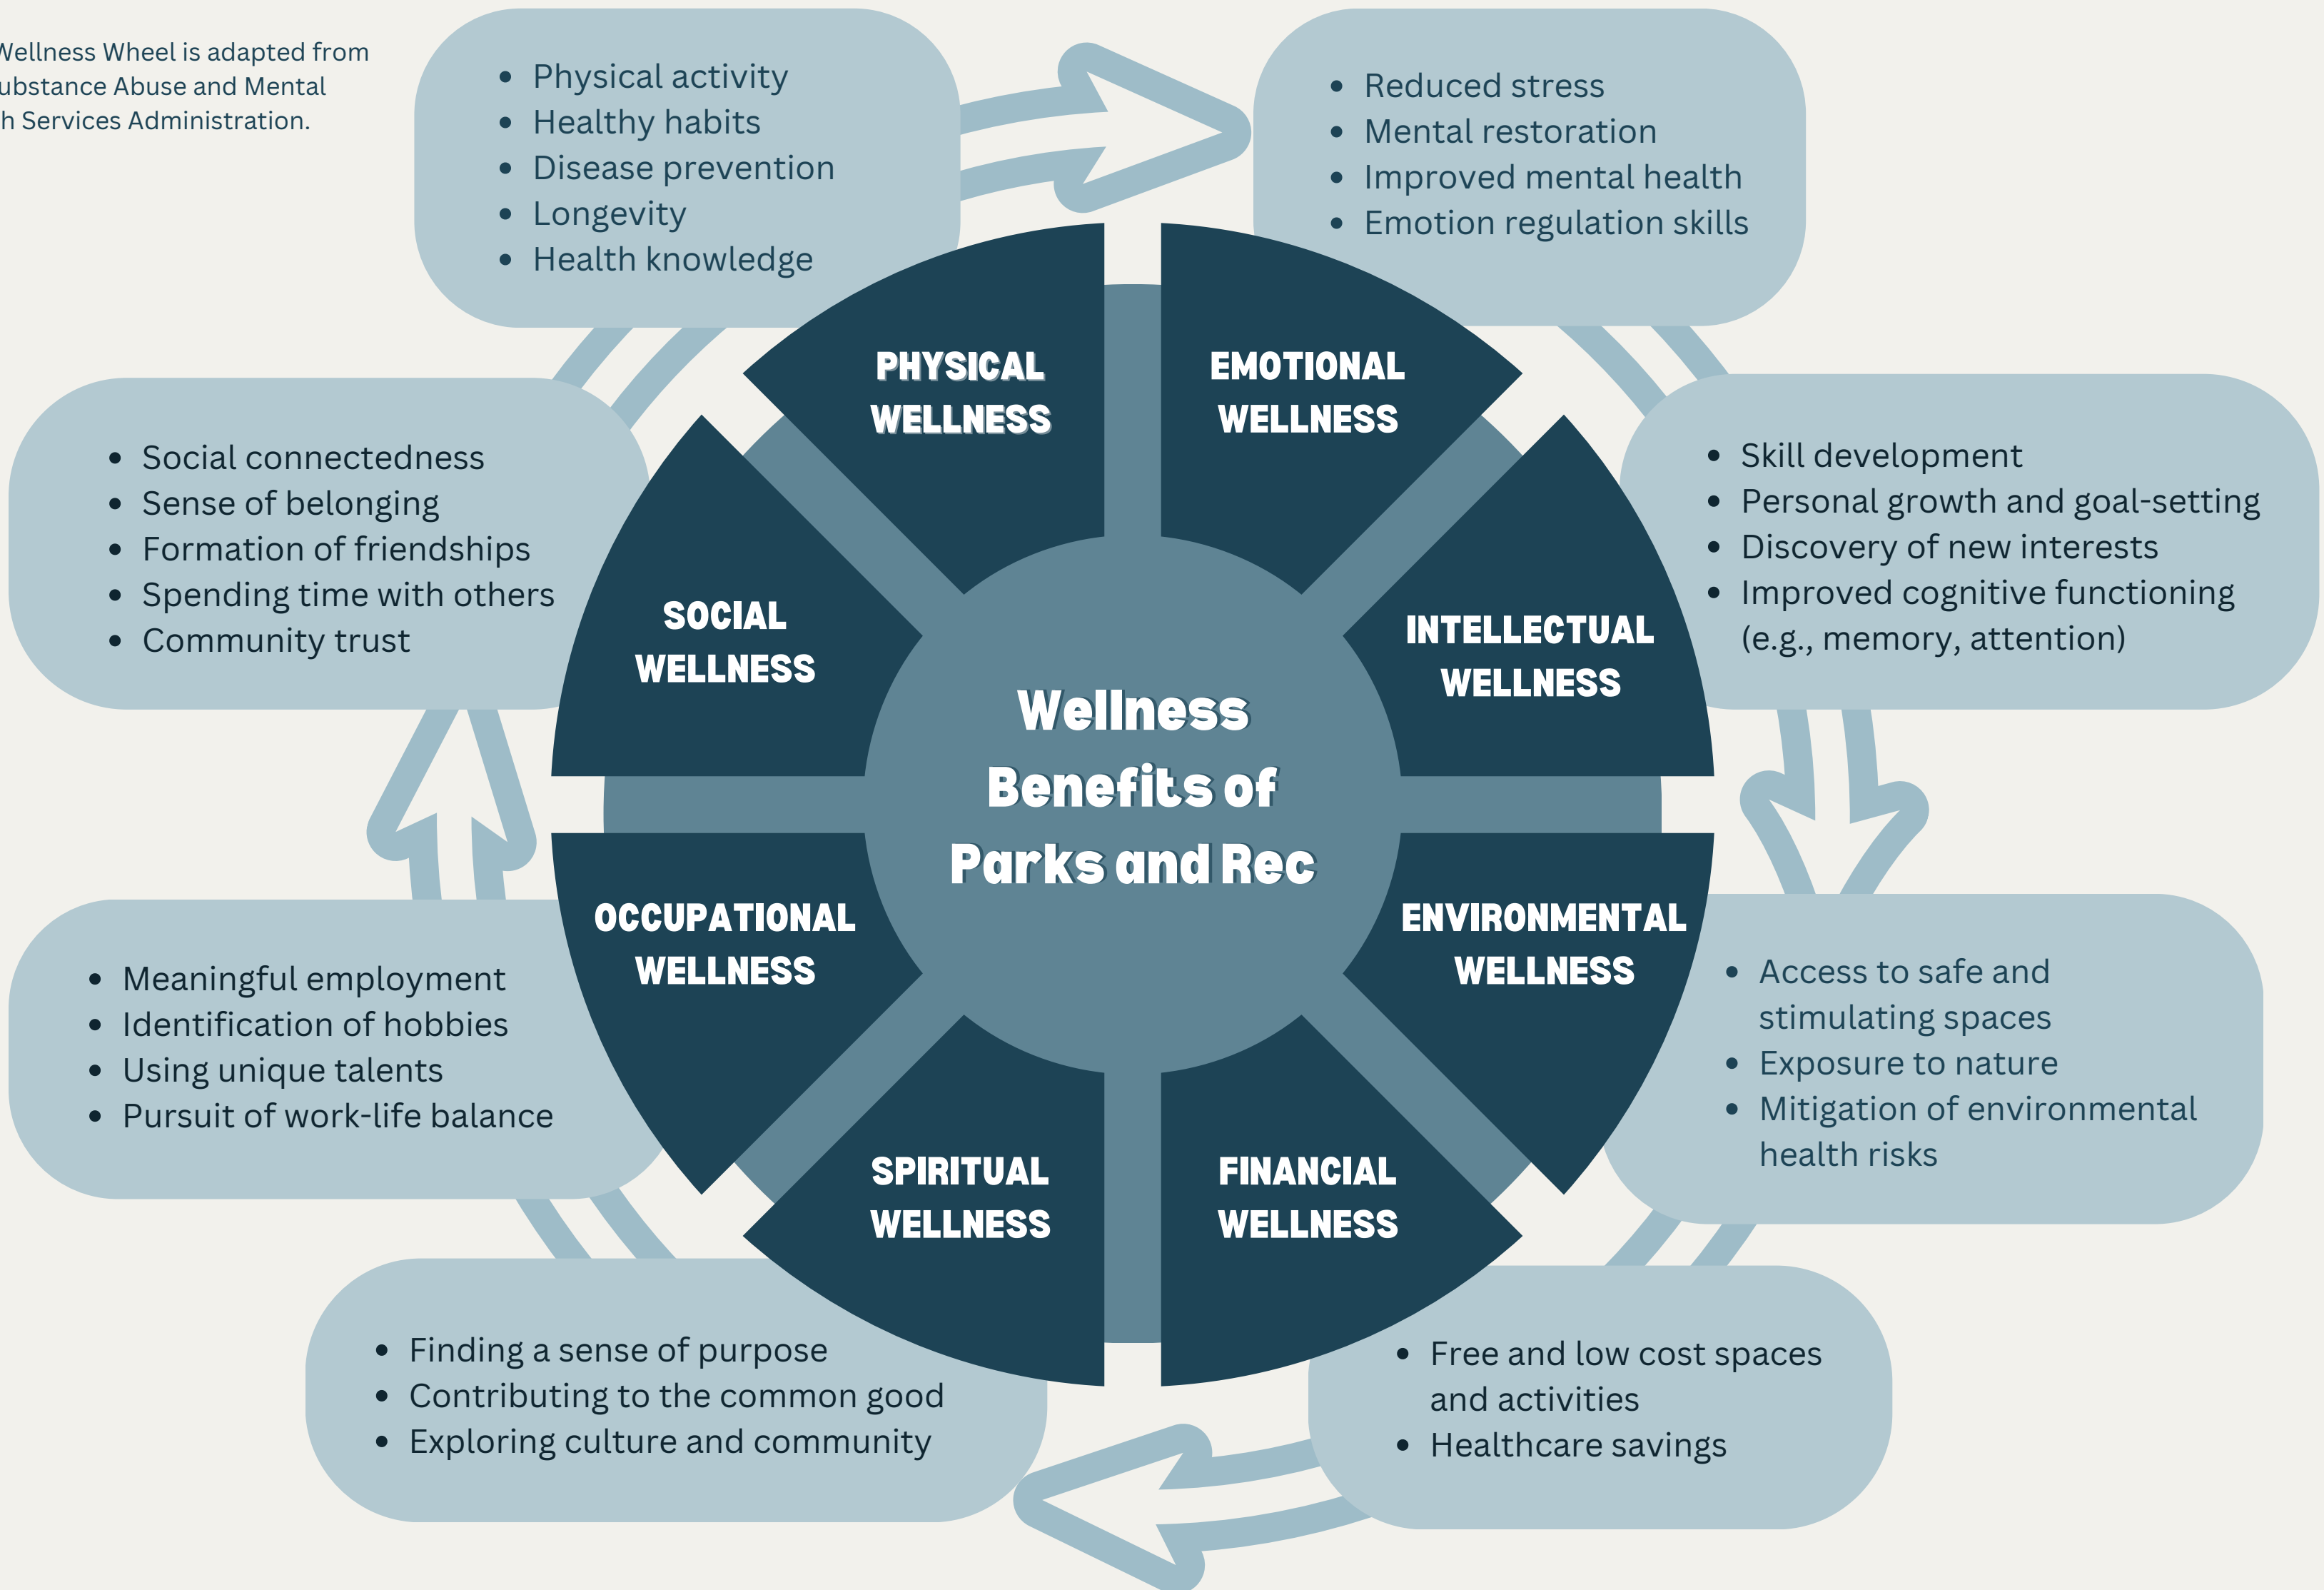 Wellness Wheel is adapted from
ubstance Abuse and Mental
h Services Administration.
• Physical activity
• Healthy habits
• Disease prevention
• Longevity
• Health knowledge
• Reduced stress
• Mental restoration
• Improved mental health
• Emotion regulation skills
PHYSICAL
WELLNESS
EMOTIONAL
WELLNESS
• Social connectedness
• Sense of belonging
• Formation of friendships
• Spending time with others
• Community trust
SOCIAL
WELLNESS
INTELLECTUAL
WELLNESS
• Skill development
• Personal growth and goal-setting
• Discovery of new interests
• Improved cognitive functioning
(e.g., memory, attention)
Wellness
Benefits of
Parks and Rec
• Meaningful employment
• Identification of hobbies
• Using unique talents
• Pursuit of work-life balance
OCCUPATIONAL
WELLNESS
ENVIRONMENTAL
WELLNESS
• Access to safe and
stimulating spaces
• Exposure to nature
• Mitigation of environmental
health risks
SPIRITUAL
WELLNESS
FINANCIAL
WELLNESS
• Finding a sense of purpose
• Contributing to the common good
• Exploring culture and community
• Free and low cost spaces
and activities
• Healthcare savings